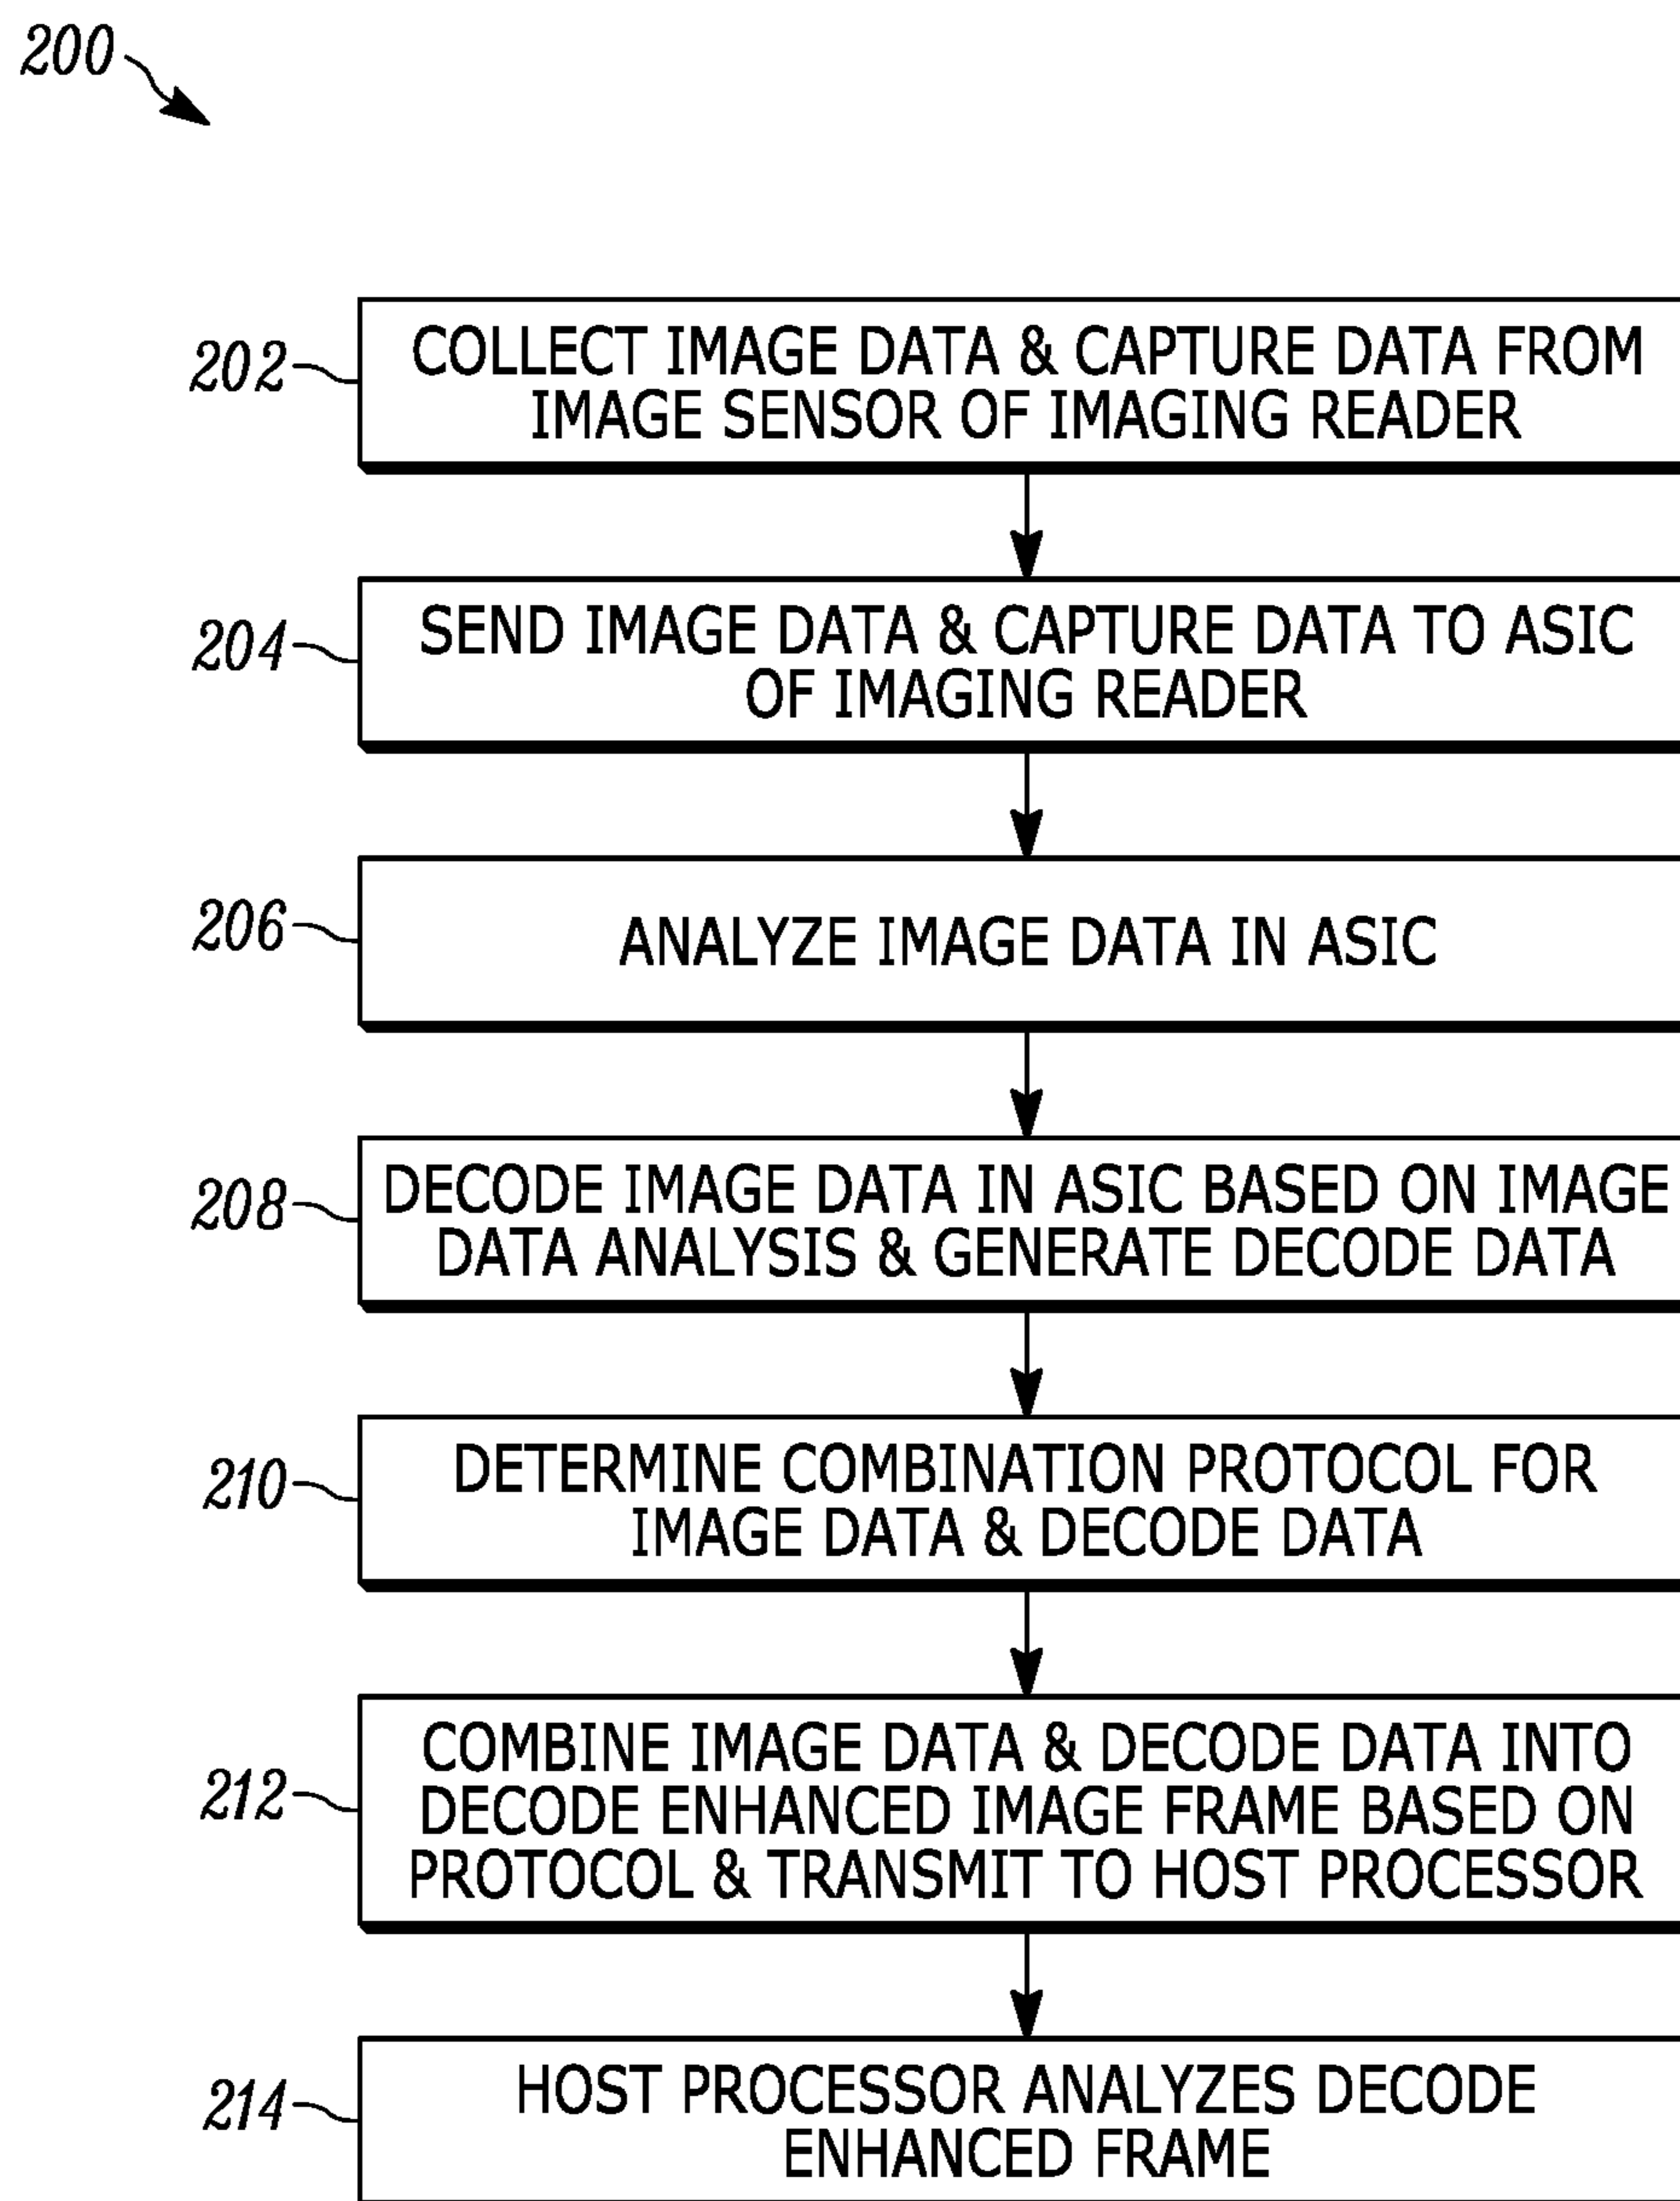 200
202
COLLECT IMAGE DATA & CAPTURE DATA FROM
IMAGE SENSOR OF IMAGING READER
204
SEND IMAGE DATA & CAPTURE DATA TO ASIC
OF IMAGING READER
206
ANALYZE IMAGE DATA IN ASIC
208
DECODE IMAGE DATA IN ASIC BASED ON IMAGE
DATA ANALYSIS & GENERATE DECODE DATA
210
DETERMINE COMBINATION PROTOCOL FOR
IMAGE DATA & DECODE DATA
212
COMBINE IMAGE DATA & DECODE DATA INTO
DECODE ENHANCED IMAGE FRAME BASED ON
PROTOCOL & TRANSMIT TO HOST PROCESSOR
214
HOST PROCESSOR ANALYZES DECODE
ENHANCED FRAME